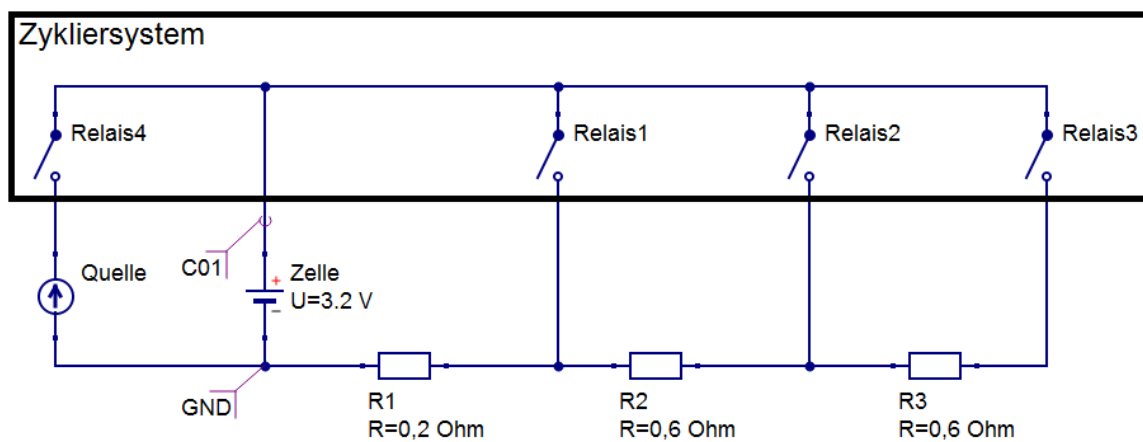 Zykliersystem
Relais4
Relais1
Relais2
Relais3
C01
Quelle
+
Zelle
U=3.2 V
−
GND
R1
R=0,2 Ohm
R2
R=0,6 Ohm
R3
R=0,6 Ohm